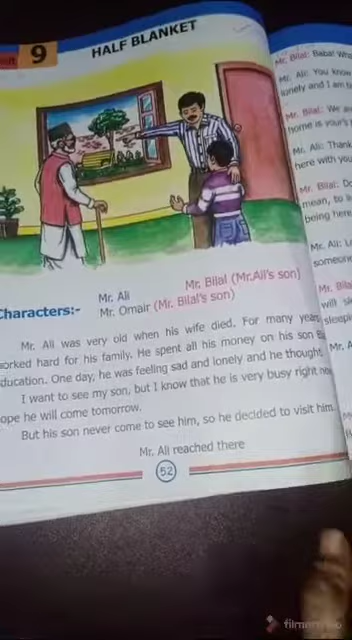 9
HALF BLANKET
Characters:-
Mr. Ali
Mr. Bilal (Mr.Ali's son)
Mr. Omair (Mr. Bilal's son)
Mr. Ali was very old when his wife died. For many years
worked hard for his family. He spent all his money on his son
ducation. One day, he was feeling sad and lonely and he thought.
I want to see my son, but I know that he is very busy right
ope he will come tomorrow.
But his son never come to see him, so he decided to visit him.
Mr. Ali reached there
52
Mr. Bilal: Baba!
Mr. Ali: You know
lonely and I am
Mr. Bilal: We
home is your's
Mr. Ali: Thank
here with you
Mr. Bilal:
mean, to
being here
Mr. Ali:
someone
Mr.
will
Mr.
filmora